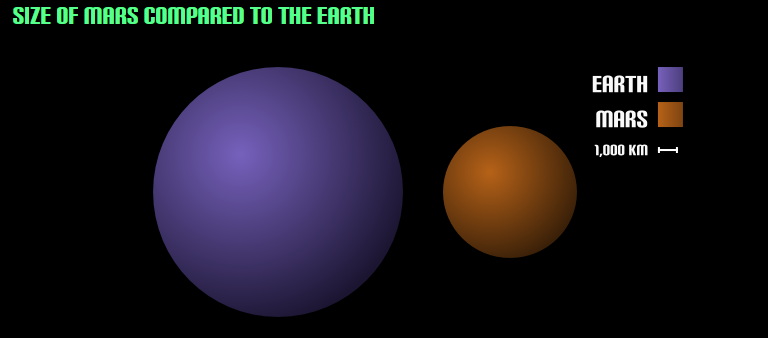 SIZE OF MARS COMPARED TO THE EARTH
EARTH
MARS
1,000 KM